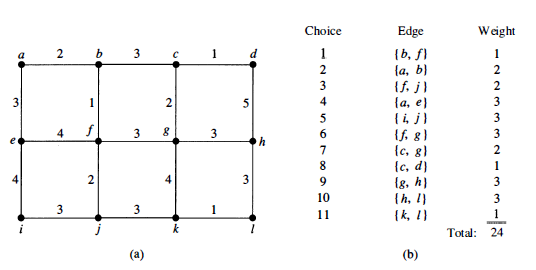 Choice Edge Weight
a 2 b 3 c 1 d
3 1 2 5
e 4 f 3 g 3 h
4 2 4 3
3 3 1
i j k l
(a)
1 {b, f} 1
2 {a, b} 2
3 {f, j} 2
4 {a, e} 3
5 {i, j} 3
6 {f, g} 3
7 {c, g} 2
8 {c, d} 1
9 {g, h} 3
10 {h, l} 3
11 {k, l} 1
Total: 24
(b)